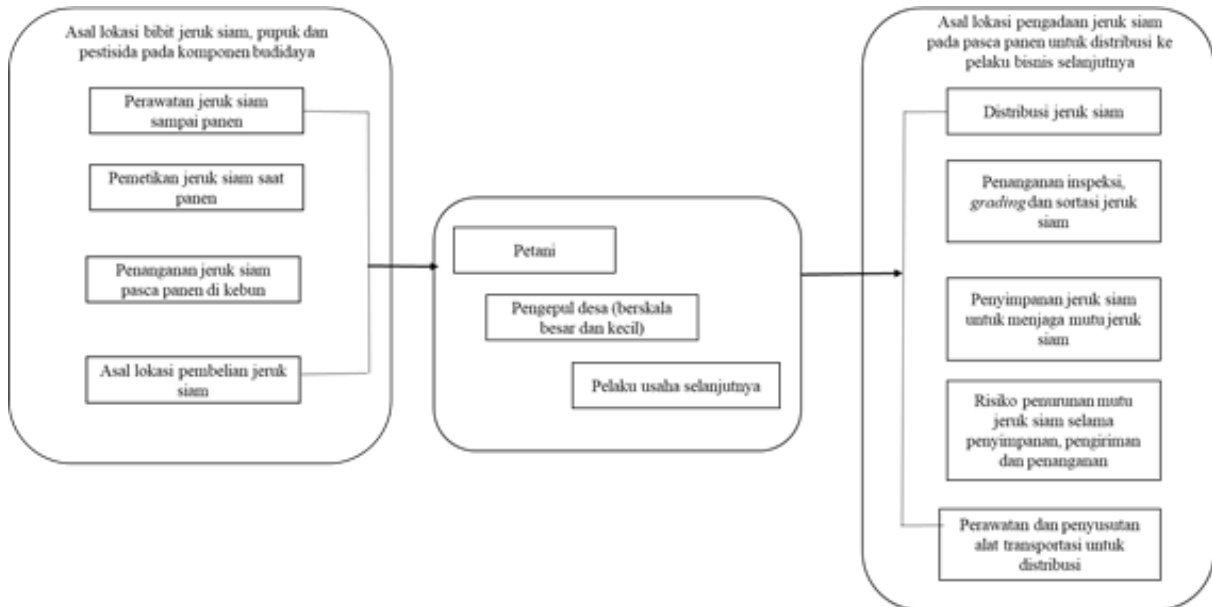 Asal lokasi bibit jeruk siam, pupuk dan
pestisida pada komponen budidaya
Perawatan jeruk siam
sampai panen
Pemetikan jeruk siam saat
panen
Penanganan jeruk siam
pasca panen di kebun
Asal lokasi pembelian jeruk
siam
Petani
Pengepul desa (berskala
besar dan kecil)
Pelaku usaha selanjutnya
Asal lokasi pengadaan jeruk siam
pada pasca panen untuk distribusi ke
pelaku bisnis selanjutnya
Distribusi jeruk siam
Penanganan inspeksi,
grading dan sortasi jeruk
siam
Penyimpanan jeruk siam
untuk menjaga mutu jeruk
siam
Risiko penurunan mutu
jeruk siam selama
penyimpanan, pengiriman
dan penanganan
Perawatan dan penyusutan
alat transportasi untuk
distribusi